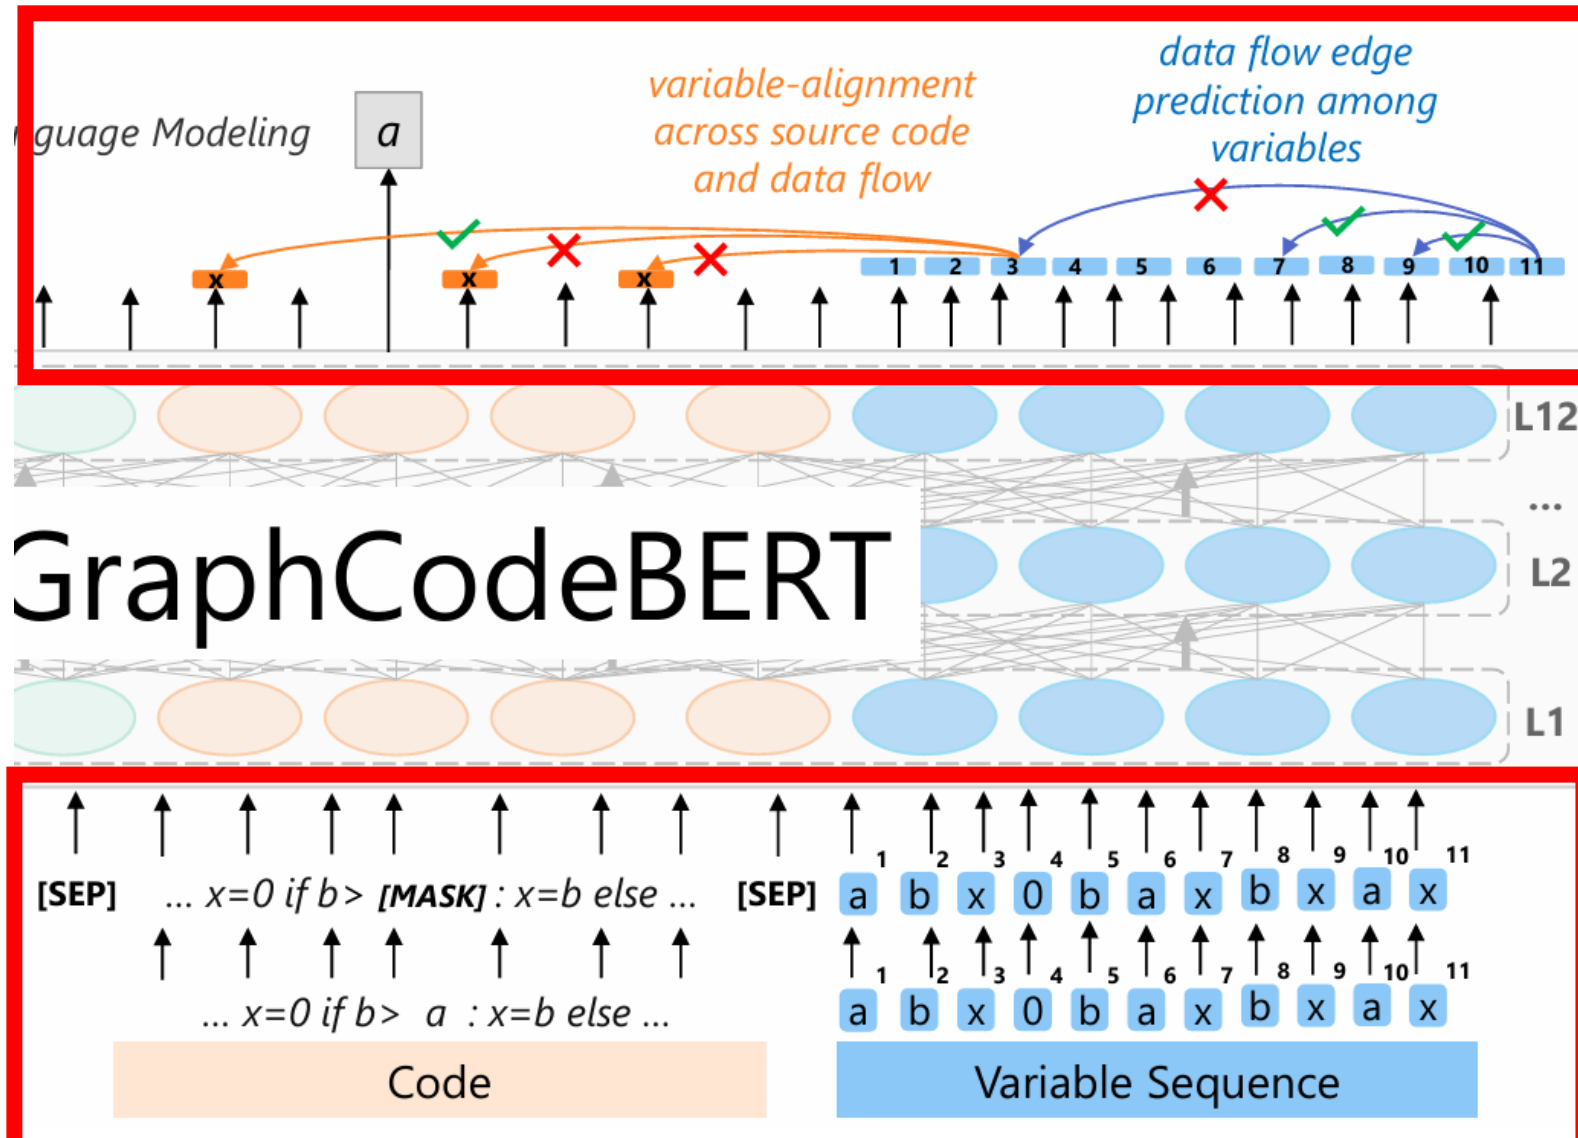 data flow edge
prediction among
variables
variable-alignment
across source code
and data flow
nguage Modeling
a
x x x
1 2 3 4 5 6 7 8 9 10 11
L12
...
L2
L1
GraphCodeBERT
[SEP] ... x=0 if b> [MASK] : x=b else ... [SEP]
1 2 3 4 5 6 7 8 9 10 11
a b x 0 b a x b x a x
... x=0 if b> a : x=b else ...
1 2 3 4 5 6 7 8 9 10 11
a b x 0 b a x b x a x
Code
Variable Sequence